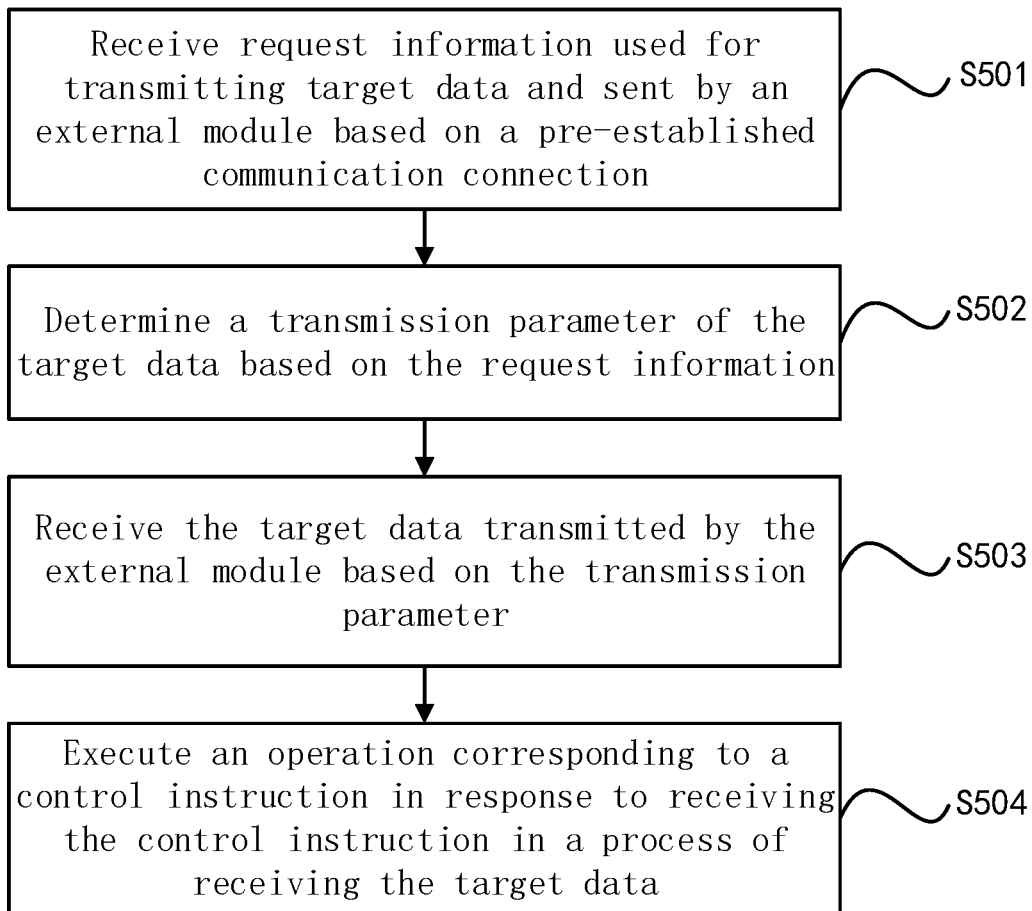 Receive request information used for
transmitting target data and sent by an
external module based on a pre-established
communication connection
S501
Determine a transmission parameter of the
target data based on the request information
S502
Receive the target data transmitted by the
external module based on the transmission
parameter
S503
Execute an operation corresponding to a
control instruction in response to receiving
the control instruction in a process of
receiving the target data
S504